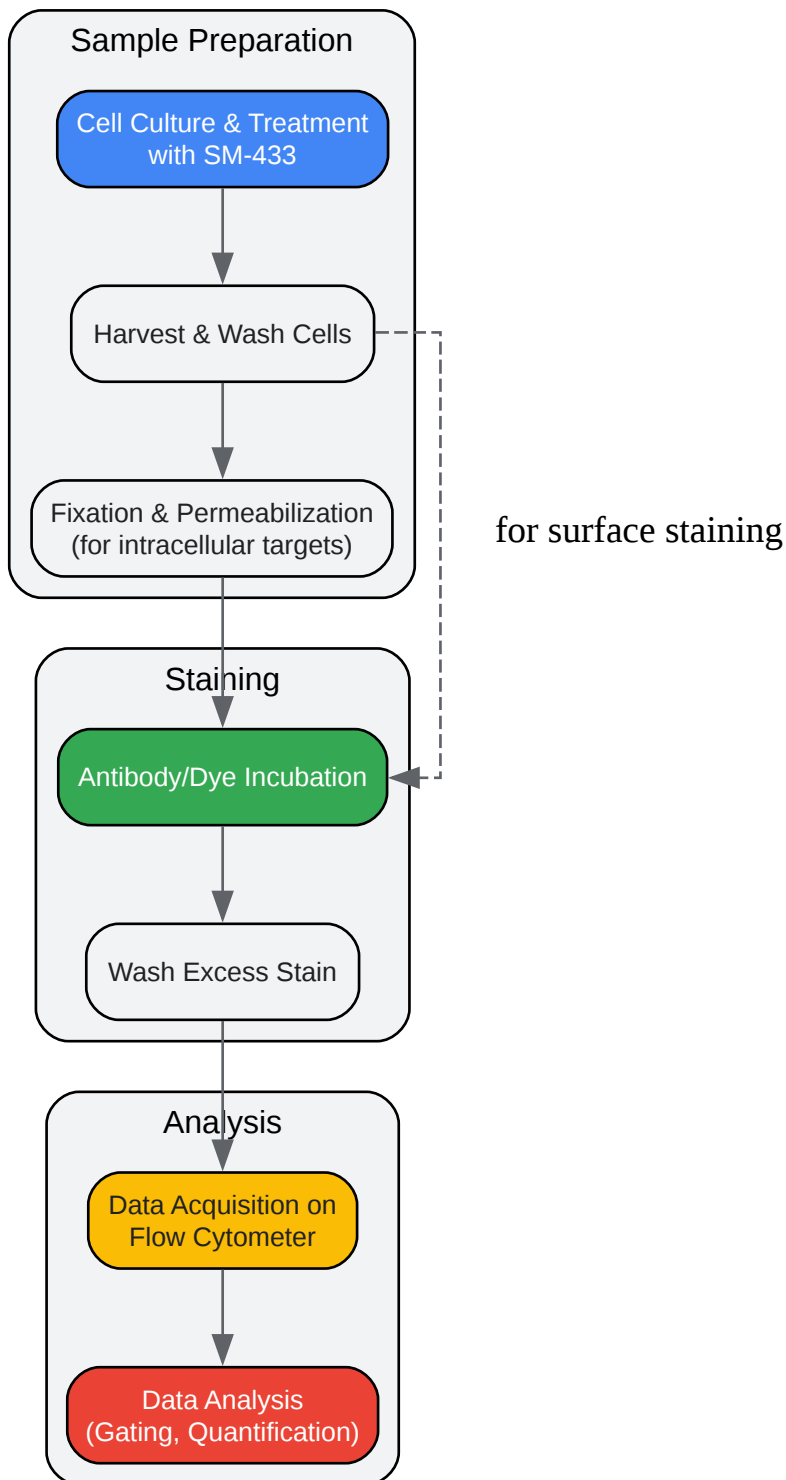 Sample Preparation
Cell Culture & Treatment
with SM-433
Harvest & Wash Cells
Fixation & Permeabilization
(for intracellular targets)
for surface staining
Staining
Antibody/Dye Incubation
Wash Excess Stain
Analysis
Data Acquisition on
Flow Cytometer
Data Analysis
(Gating, Quantification)